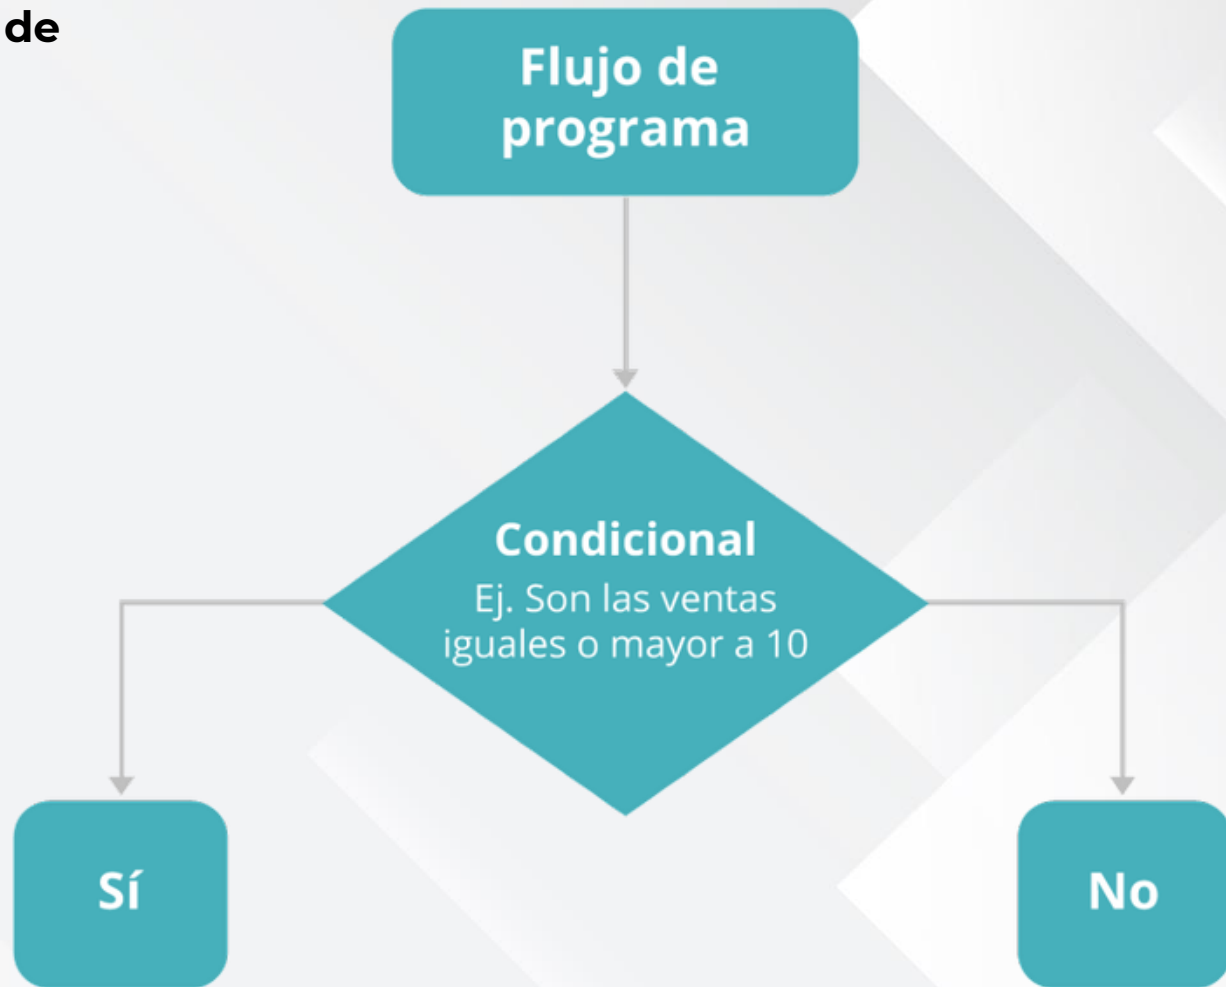 de
Flujo de
programa
Condicional
Ej. Son las ventas
iguales o mayor a 10
Sí
No